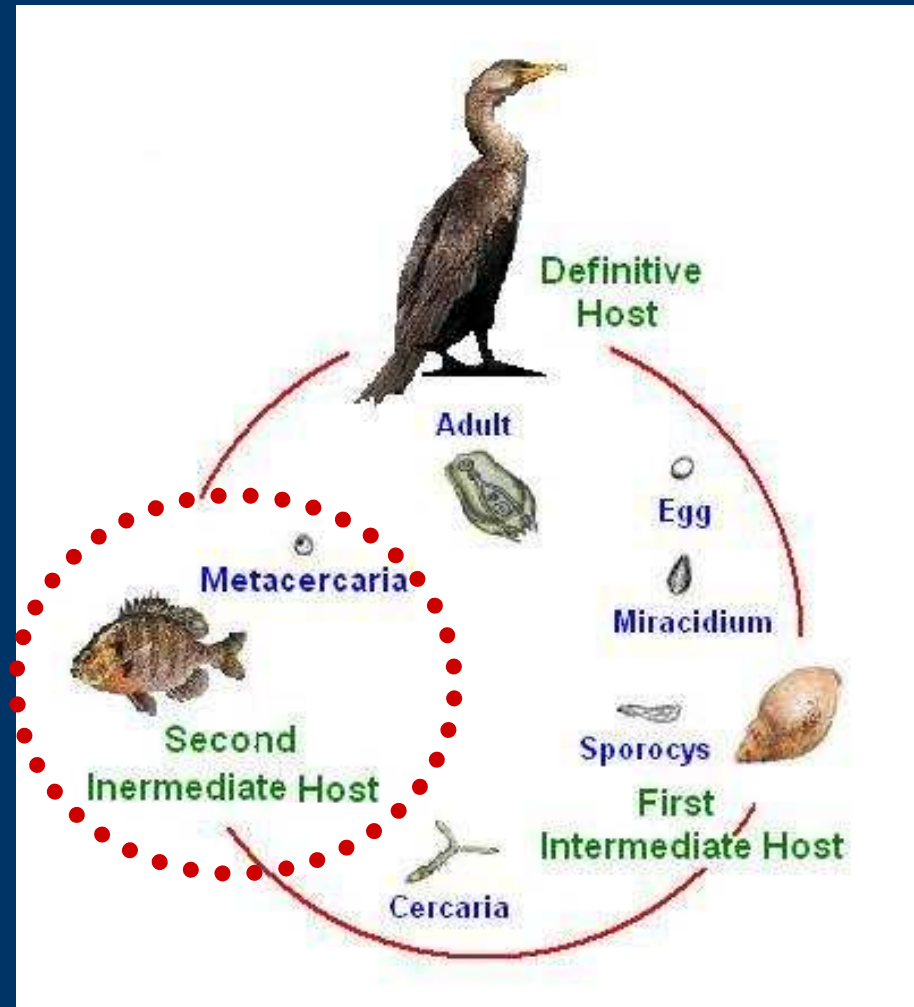 Definitive
Host
Adult
Egg
Metacercaria
Miracidium
Sporocys
Second
Inermediate Host
First
Intermediate Host
Cercaria